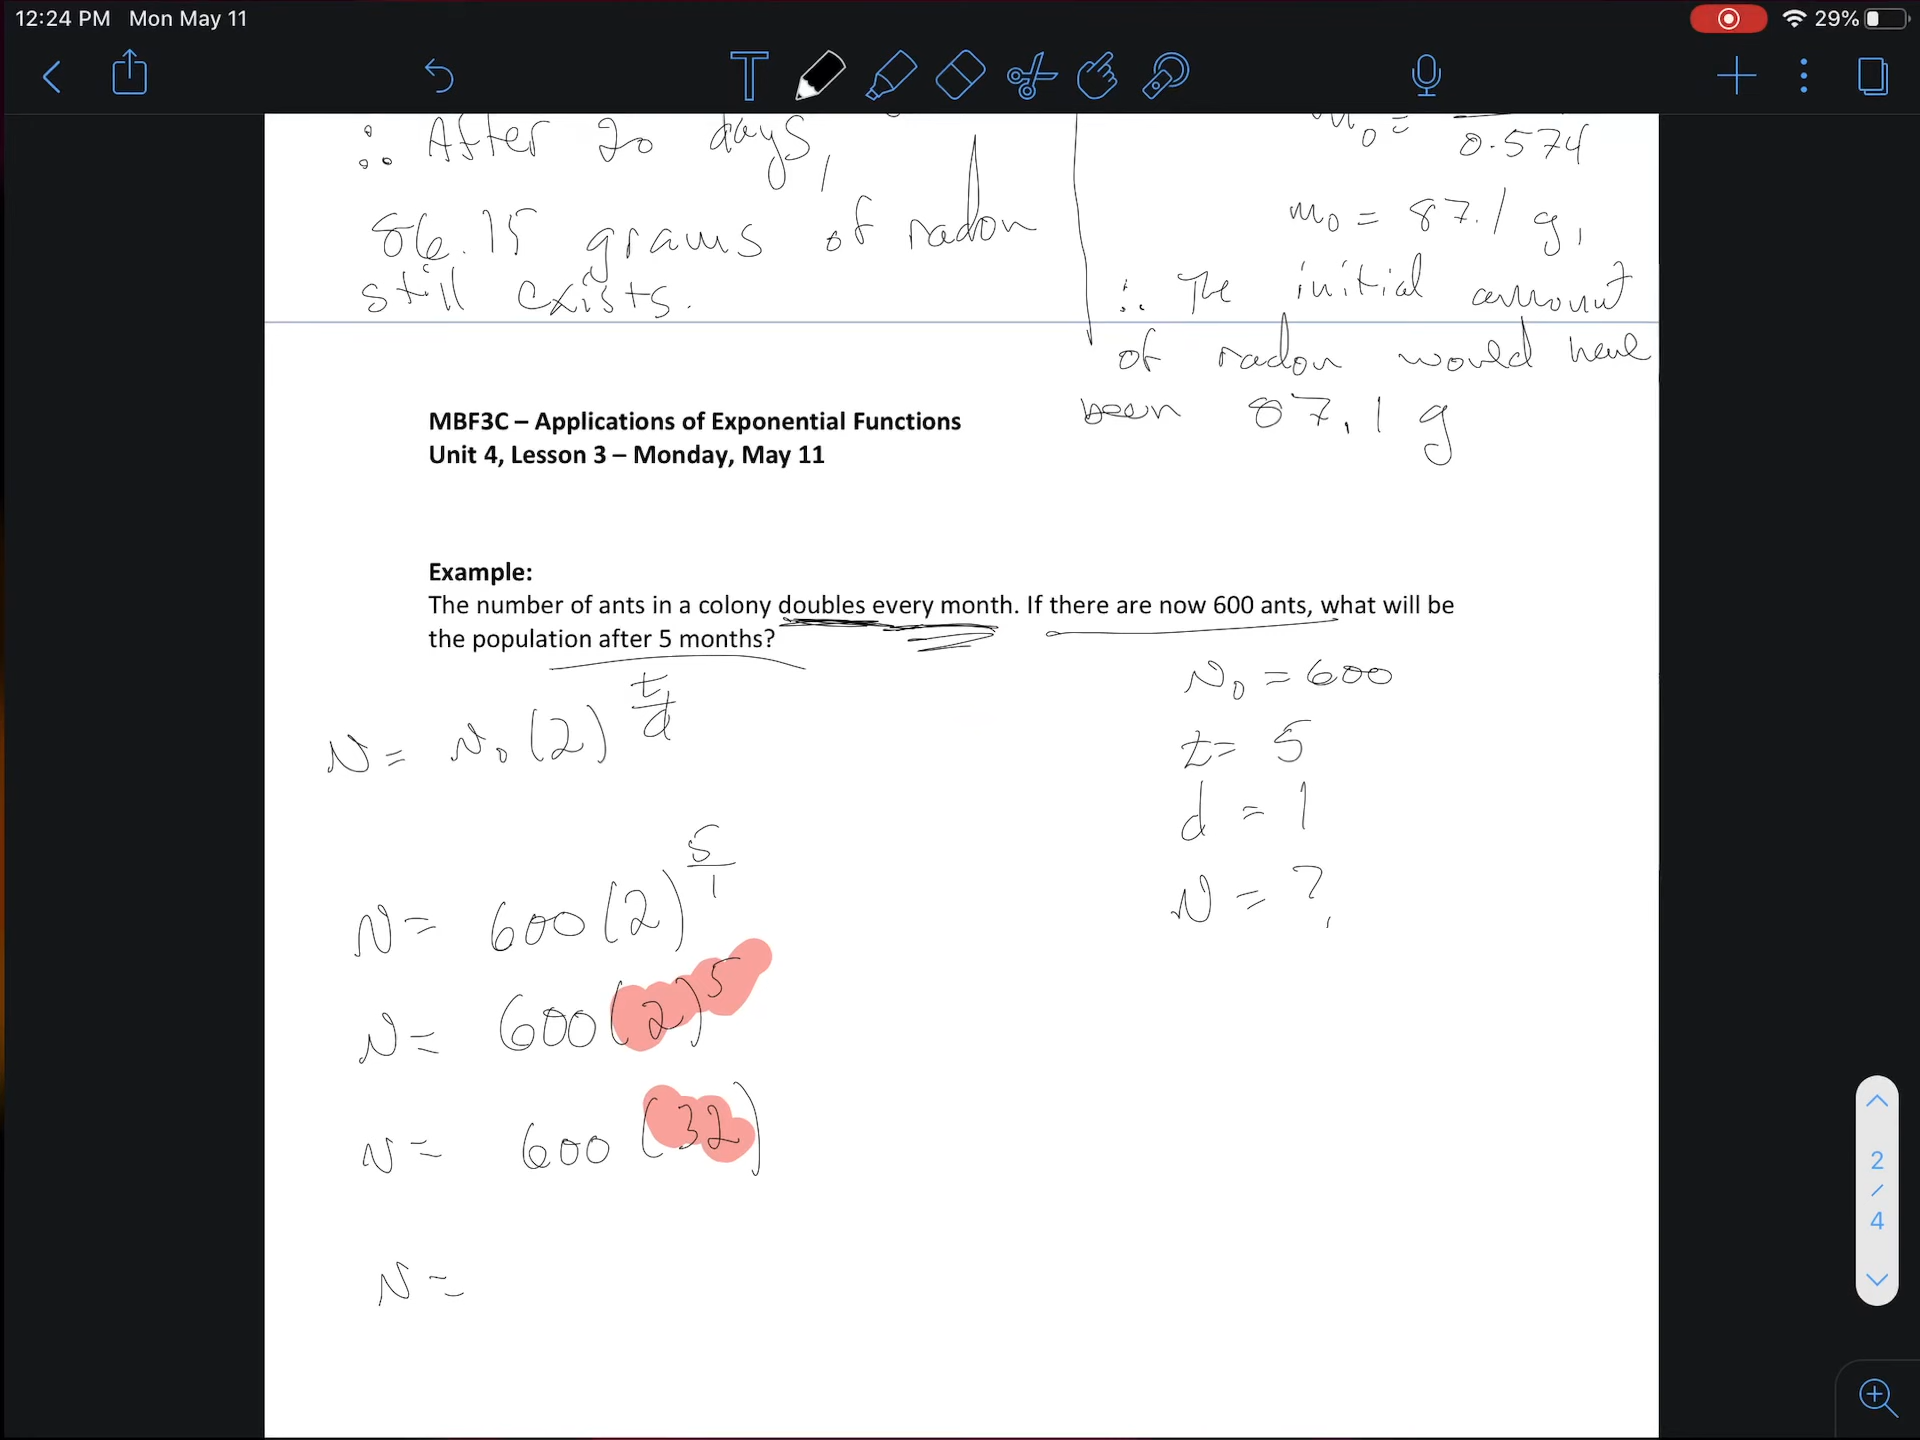 12:24 PM Mon May 11
29%
∴ After 20 days,
86.15 grams of radon
still exists.
m₀ =
0.574
m₀ = 87.1 g,
∴ The initial amount
of radon would have
been 87.1 g
MBF3C – Applications of Exponential Functions
Unit 4, Lesson 3 – Monday, May 11
Example:
The number of ants in a colony doubles every month. If there are now 600 ants, what will be
the population after 5 months?
N = N₀ (2)^(t/d)
N₀ = 600
t = 5
d = 1
N = ?
N = 600 (2)^(5/1)
N = 600 (2)^5
N = 600 (32)
N =
2
/
4